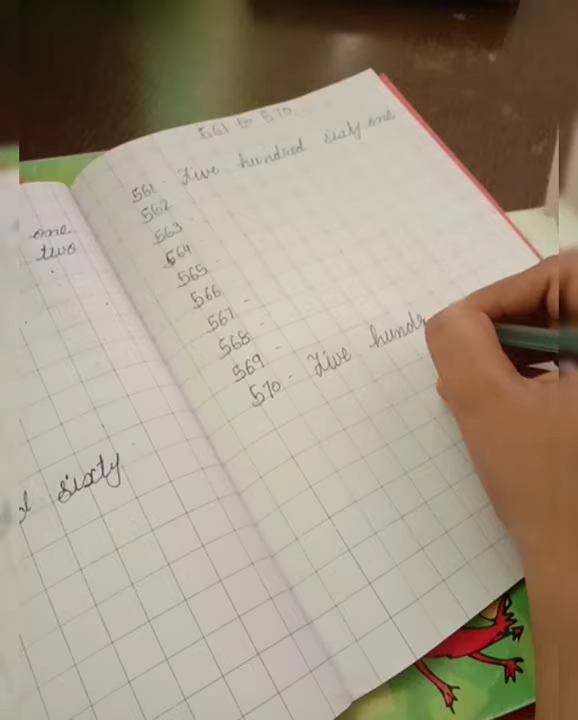 one
two
sixty
561 to 570
561 - Five hundred sixty one
562
563 -
564
565 -
566
567 -
568 -
569 -
570 - Five hundr